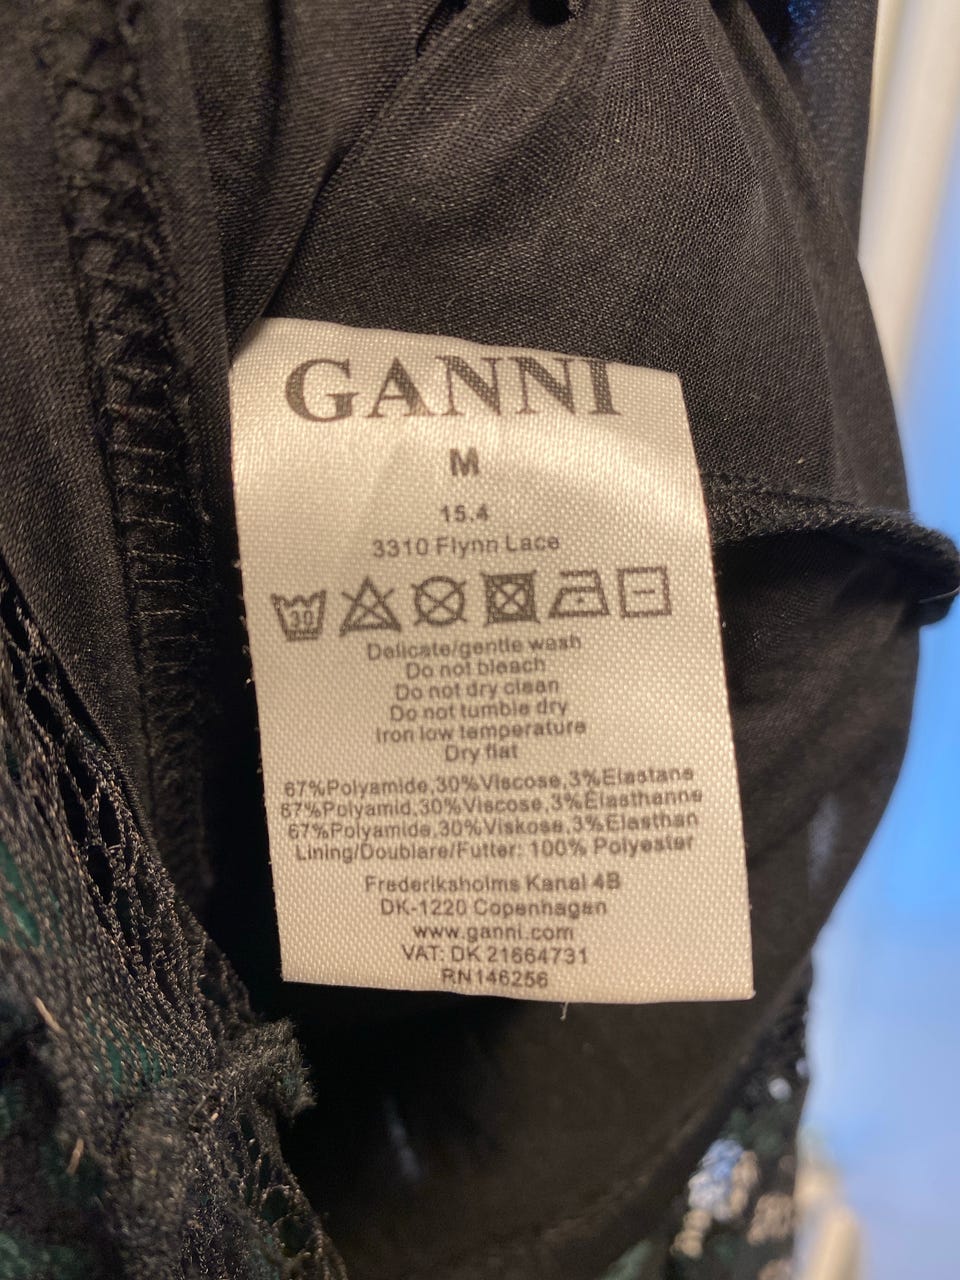 GANNI
M
15.4
3310 Flynn Lace
30
Delicate/gentle wash
Do not bleach
Do not dry clean
Do not tumble dry
Iron low temperature
Dry flat
67%Polyamide,30%Viscose,3%Elastane
67%Polyamid,30%Viscose,3%Élasthanne
67%Polyamide,30%Viskose,3%Elasthan
Lining/Doublare/Futter: 100% Polyester
Frederiksholms Kanal 4B
DK-1220 Copenhagen
www.ganni.com
VAT: DK 21664731
RN146256